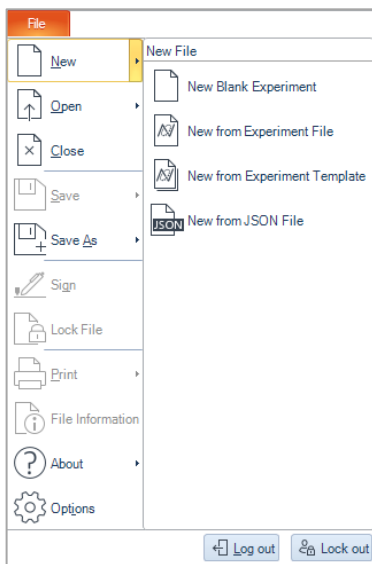 File
New
Open
Close
Save
Save As
Sign
Lock File
Print
File Information
About
Options
New File
New Blank Experiment
New from Experiment File
New from Experiment Template
JSON New from JSON File
Log out
Lock out